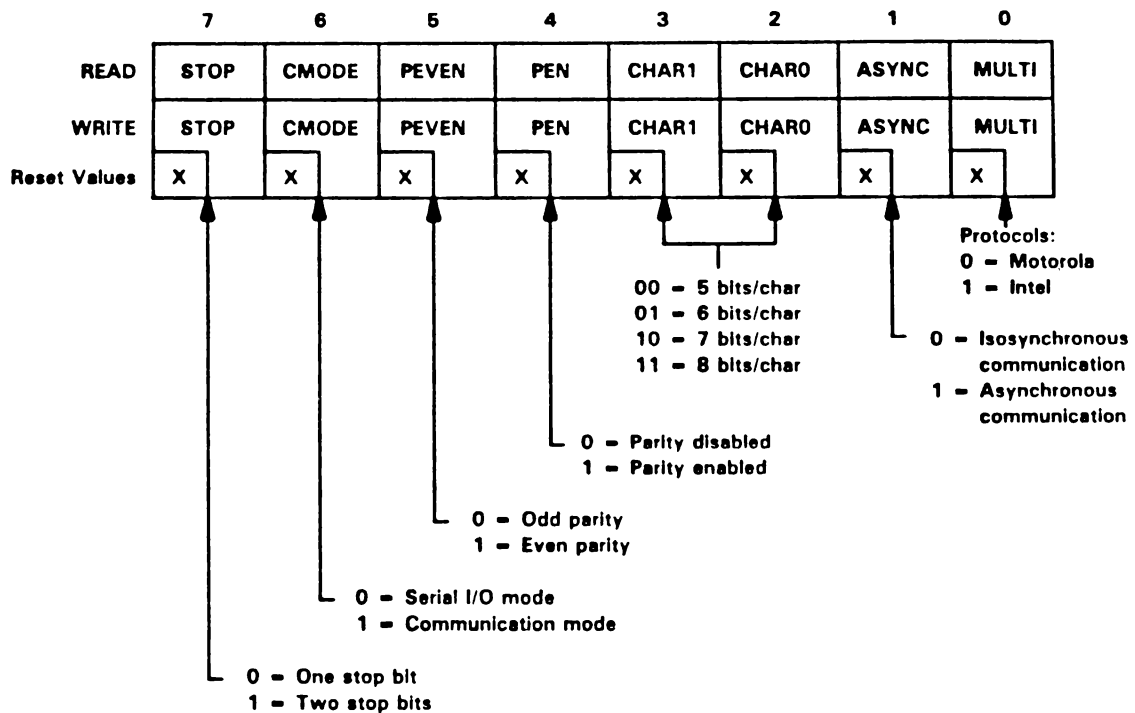 7 6 5 4 3 2 1 0
READ STOP CMODE PEVEN PEN CHAR1 CHAR0 ASYNC MULTI
WRITE STOP CMODE PEVEN PEN CHAR1 CHAR0 ASYNC MULTI
Reset Values X X X X X X X X
Protocols:
0 = Motorola
1 = Intel
00 = 5 bits/char
01 = 6 bits/char
10 = 7 bits/char
11 = 8 bits/char
0 = Isosynchronous
communication
1 = Asynchronous
communication
0 = Parity disabled
1 = Parity enabled
0 = Odd parity
1 = Even parity
0 = Serial I/O mode
1 = Communication mode
0 = One stop bit
1 = Two stop bits